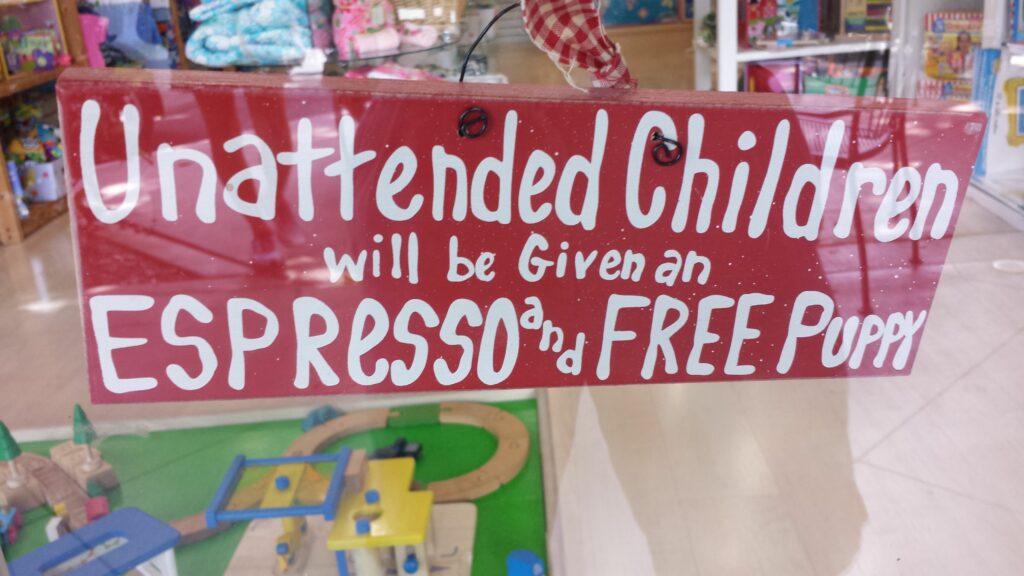 Unattended Children
will be Given an
ESPResso and FREE PuPPY